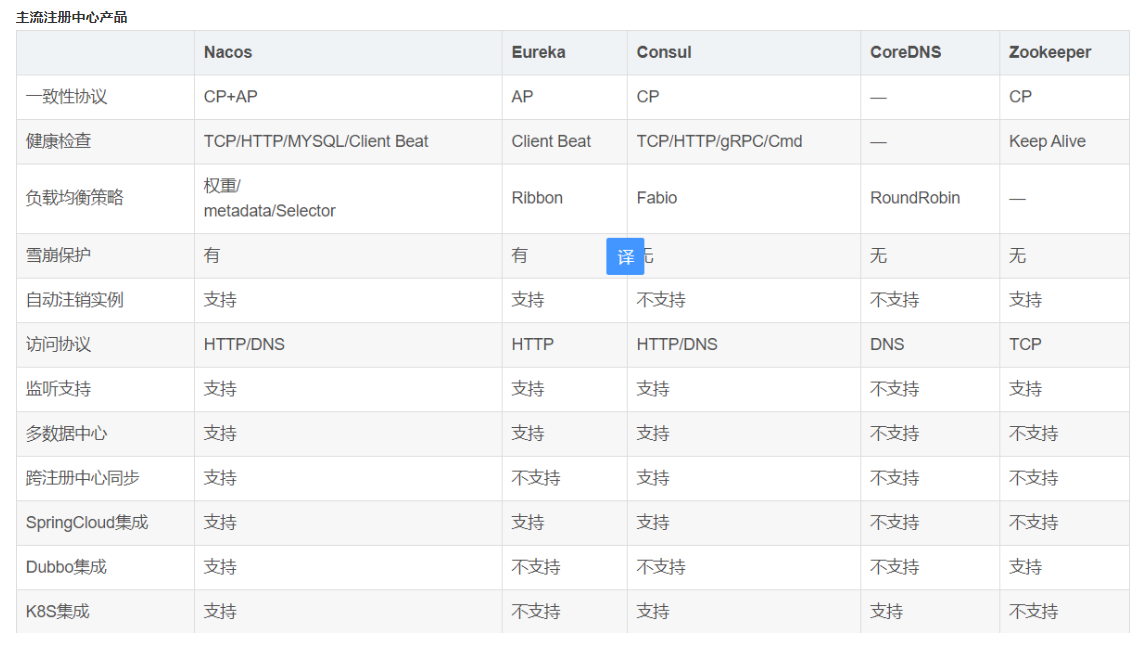 主流注册中心产品
Nacos Eureka Consul CoreDNS Zookeeper
一致性协议 CP+AP AP CP — CP
健康检查 TCP/HTTP/MYSQL/Client Beat Client Beat TCP/HTTP/gRPC/Cmd — Keep Alive
负载均衡策略 权重/
metadata/Selector Ribbon Fabio RoundRobin —
雪崩保护 有 有 译 无 无 无
自动注销实例 支持 支持 不支持 不支持 支持
访问协议 HTTP/DNS HTTP HTTP/DNS DNS TCP
监听支持 支持 支持 支持 不支持 支持
多数据中心 支持 支持 支持 不支持 不支持
跨注册中心同步 支持 不支持 支持 不支持 不支持
SpringCloud集成 支持 支持 支持 不支持 不支持
Dubbo集成 支持 不支持 不支持 不支持 支持
K8S集成 支持 不支持 支持 支持 不支持